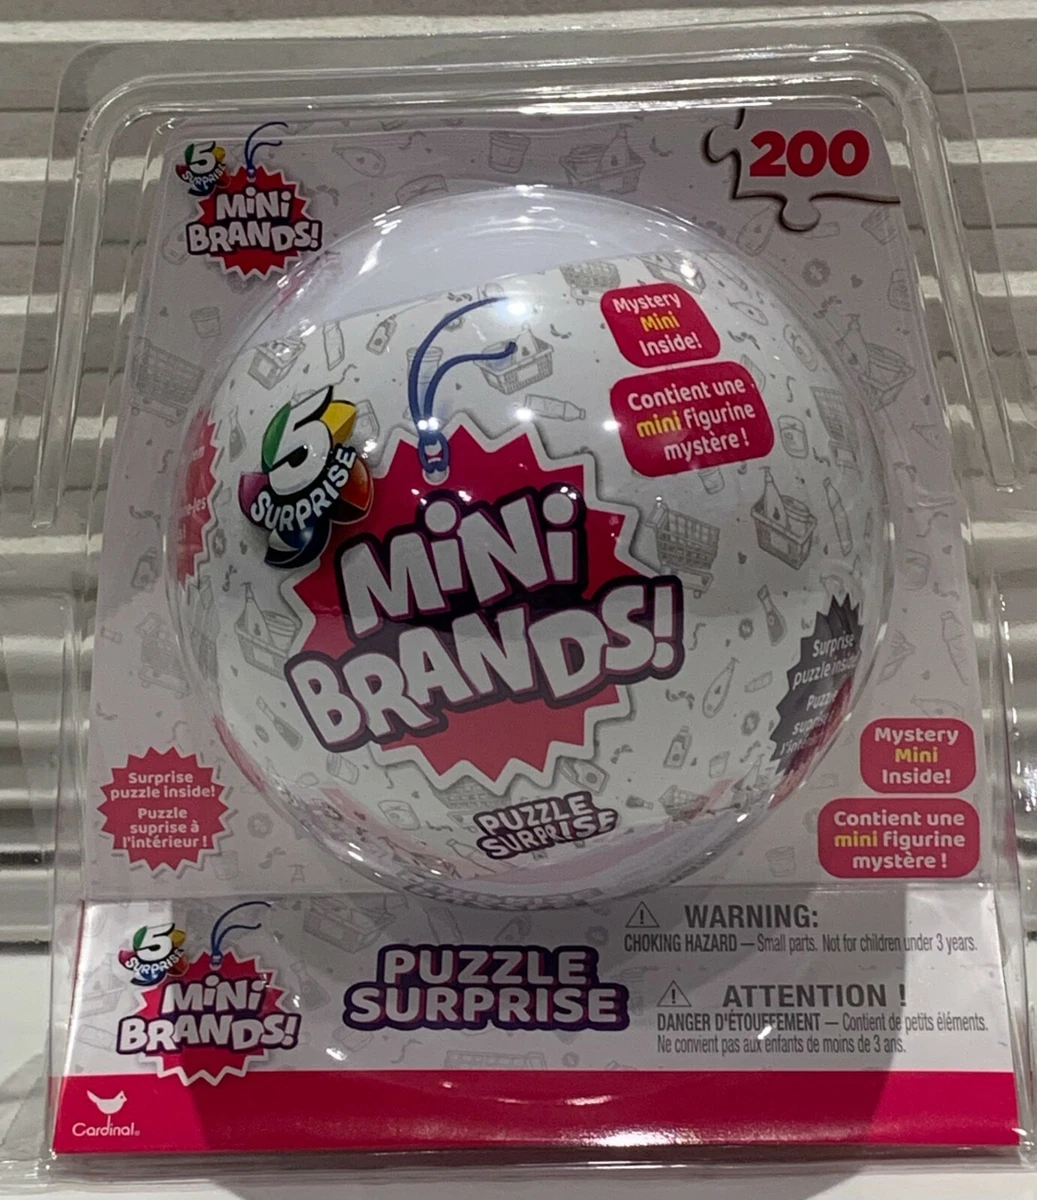 5
SURPRISE
MiNi
BRANDS!
200
Mystery
Mini
Inside!
Contient une
mini figurine
mystère !
5
SURPRISE
MiNi
BRANDS!
Surprise
puzzle inside!
PUZZLE
SURPRISE
Surprise
puzzle inside!
Puzzle
suprise à
l'intérieur !
Mystery
Mini
Inside!
Contient une
mini figurine
mystère !
5
SURPRISE
MiNi
BRANDS!
PUZZLE
SURPRISE
WARNING:
CHOKING HAZARD — Small parts. Not for children under 3 years.
ATTENTION !
DANGER D'ÉTOUFFEMENT — Contient de petits éléments.
Ne convient pas aux enfants de moins de 3 ans.
Cardinal